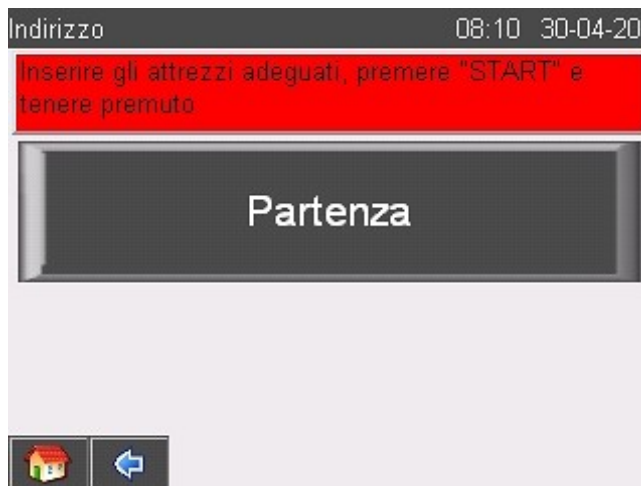 Indirizzo 08:10 30-04-20
Inserire gli attrezzi adeguati, premere "START" e
tenere premuto
Partenza